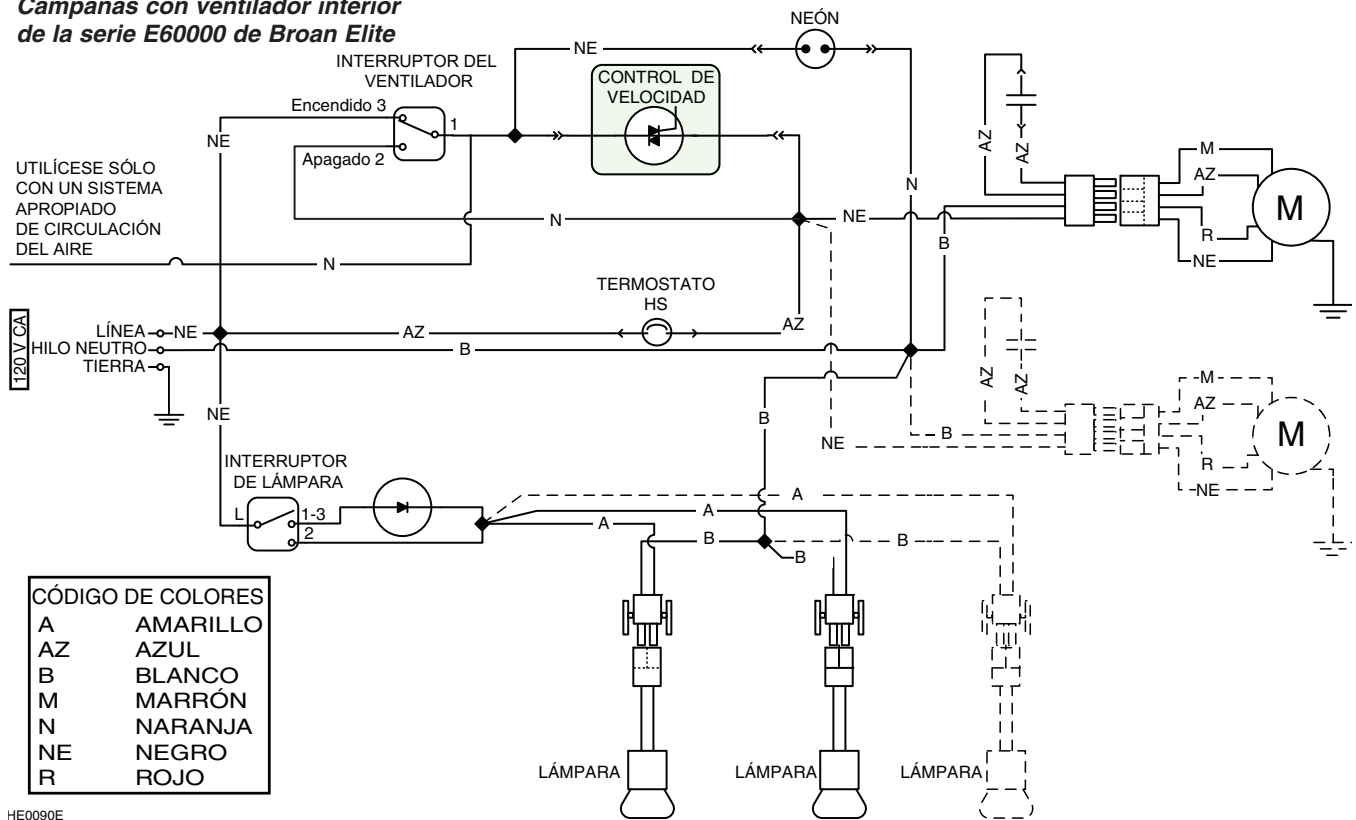 Campanas con ventilador interior
de la serie E60000 de Broan Elite
NEÓN
NE
INTERRUPTOR DEL
VENTILADOR
CONTROL DE
VELOCIDAD
Encendido 3
1
NE
Apagado 2
AZ
AZ
M
AZ
M
R
NE
UTILÍCESE SÓLO
CON UN SISTEMA
APROPIADO
DE CIRCULACIÓN
DEL AIRE
N
N
NE
B
N
TERMOSTATO
HS
120 V CA
LÍNEA
NE
AZ
AZ
HILO NEUTRO
B
TIERRA
NE
AZ
AZ
M
AZ
M
R
NE
B
NE
B
INTERRUPTOR
DE LÁMPARA
L
1-3
2
A
A
A
B
B
B
CÓDIGO DE COLORES
A AMARILLO
AZ AZUL
B BLANCO
M MARRÓN
N NARANJA
NE NEGRO
R ROJO
LÁMPARA
LÁMPARA
LÁMPARA
HE0090E